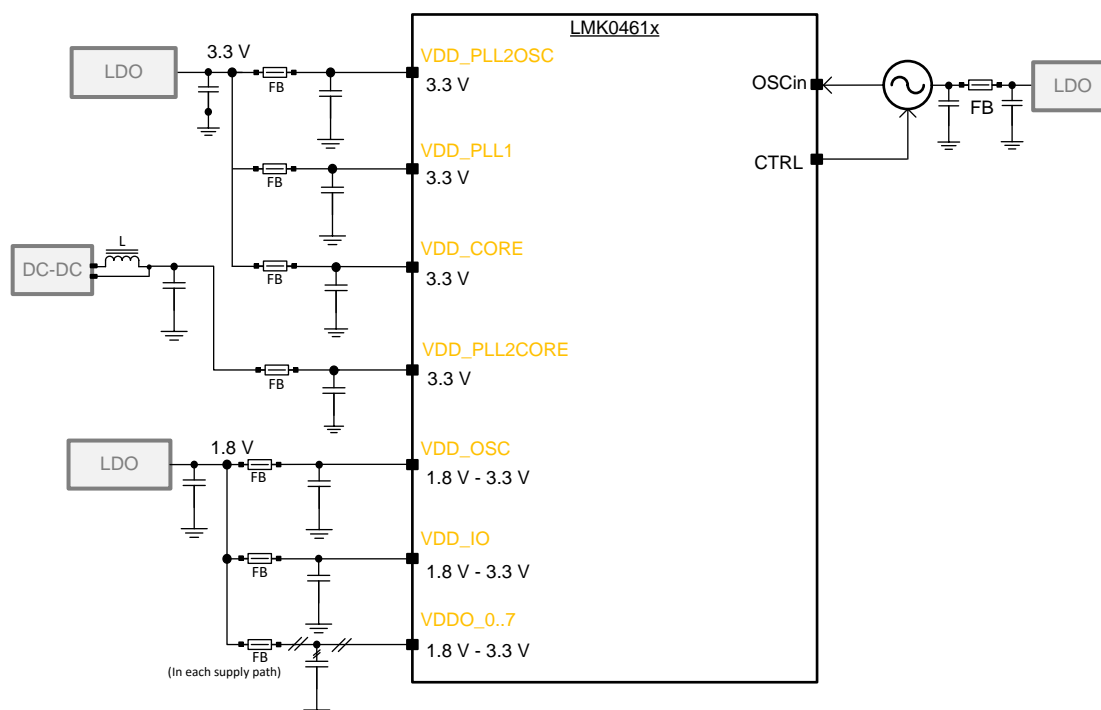 LMK0461x
LDO
3.3 V
FB
VDD_PLL2OSC
3.3 V
OSCin
FB
LDO
VDD_PLL1
3.3 V
FB
CTRL
L
DC-DC
VDD_CORE
3.3 V
FB
VDD_PLL2CORE
3.3 V
FB
LDO
1.8 V
FB
VDD_OSC
1.8 V - 3.3 V
VDD_IO
1.8 V - 3.3 V
FB
VDDO_0..7
1.8 V - 3.3 V
FB
(In each supply path)